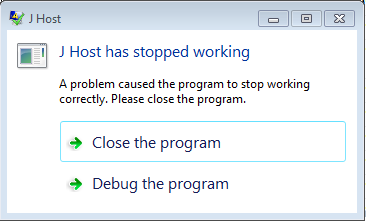 J Host
J Host has stopped working
A problem caused the program to stop working
correctly. Please close the program.
Close the program
Debug the program